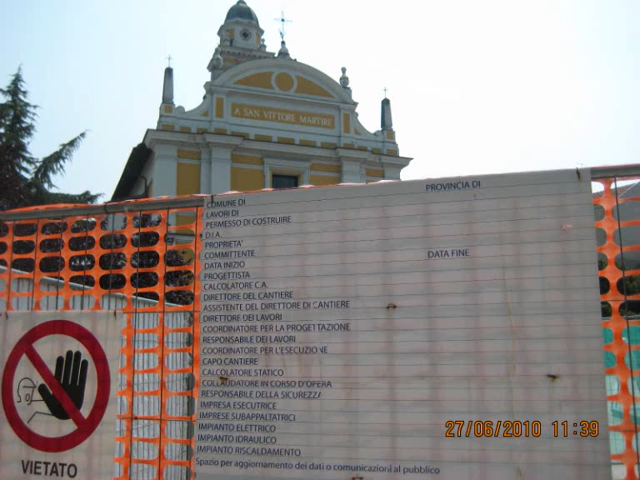 A SAN VITTORE MARTIRE
COMUNE DI
PROVINCIA DI
LAVORI DI
PERMESSO DI COSTRUIRE
D.I.A.
PROPRIETA'
COMMITTENTE
DATA INIZIO
DATA FINE
PROGETTISTA
CALCOLATORE C.A.
DIRETTORE DEL CANTIERE
ASSISTENTE DEL DIRETTORE DI CANTIERE
DIRETTORE DEI LAVORI
COORDINATORE PER LA PROGETTAZIONE
RESPONSABILE DEI LAVORI
COORDINATORE PER L'ESECUZIONE
CAPO CANTIERE
CALCOLATORE STATICO
COLLAUDATORE IN CORSO D'OPERA
RESPONSABILE DELLA SICUREZZA
IMPRESA ESECUTRICE
IMPRESE SUBAPPALTATRICI
IMPIANTO ELETTRICO
IMPIANTO IDRAULICO
IMPIANTO RISCALDAMENTO
Spazio per aggiornamento dei dati o comunicazioni al pubblico
VIETATO
27/06/2010 11:39